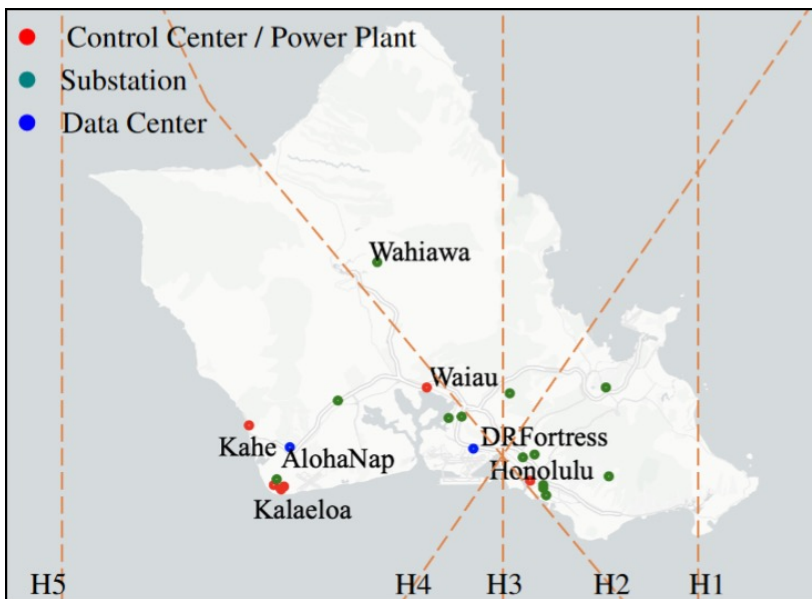 Control Center / Power Plant
Substation
Data Center
Wahiawa
Waiau
DRFortress
Kahe
AlohaNap
Honolulu
Kalaeloa
H5
H4
H3
H2
H1